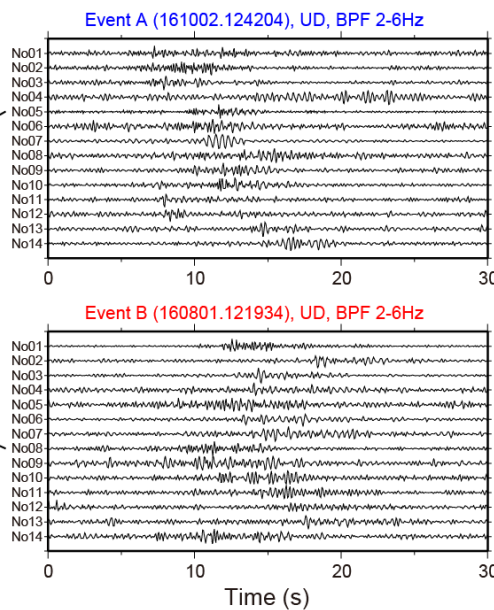 Event A (161002.124204), UD, BPF 2-6Hz
No01
No02
No03
No04
No05
No06
No07
No08
No09
No10
No11
No12
No13
No14
0 10 20 30
Event B (160801.121934), UD, BPF 2-6Hz
No01
No02
No03
No04
No05
No06
No07
No08
No09
No10
No11
No12
No13
No14
0 10 20 30
Time (s)